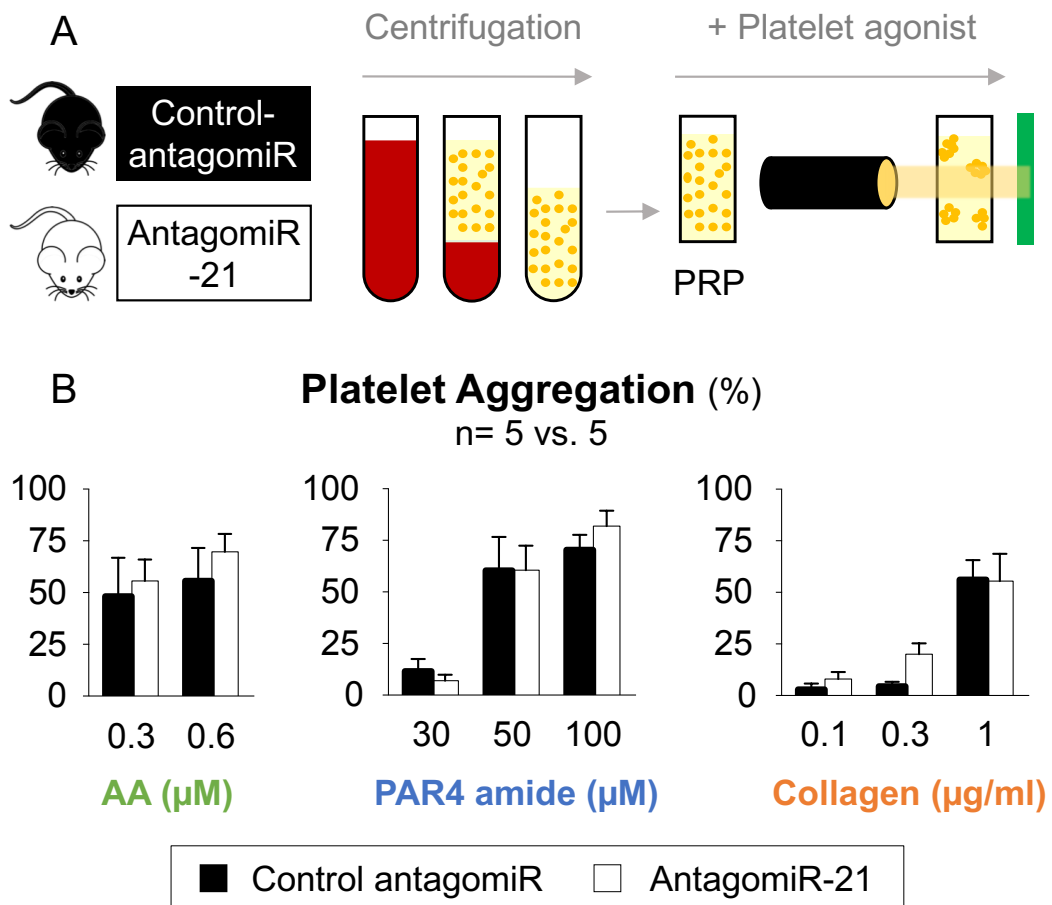 A
Centrifugation
+ Platelet agonist
Control-
antagomiR
AntagomiR
-21
PRP
B
Platelet Aggregation (%)
n= 5 vs. 5
100
75
50
25
0
0.3 0.6
AA (µM)
100
75
50
25
0
30 50 100
PAR4 amide (µM)
100
75
50
25
0
0.1 0.3 1
Collagen (µg/ml)
Control antagomiR
AntagomiR-21